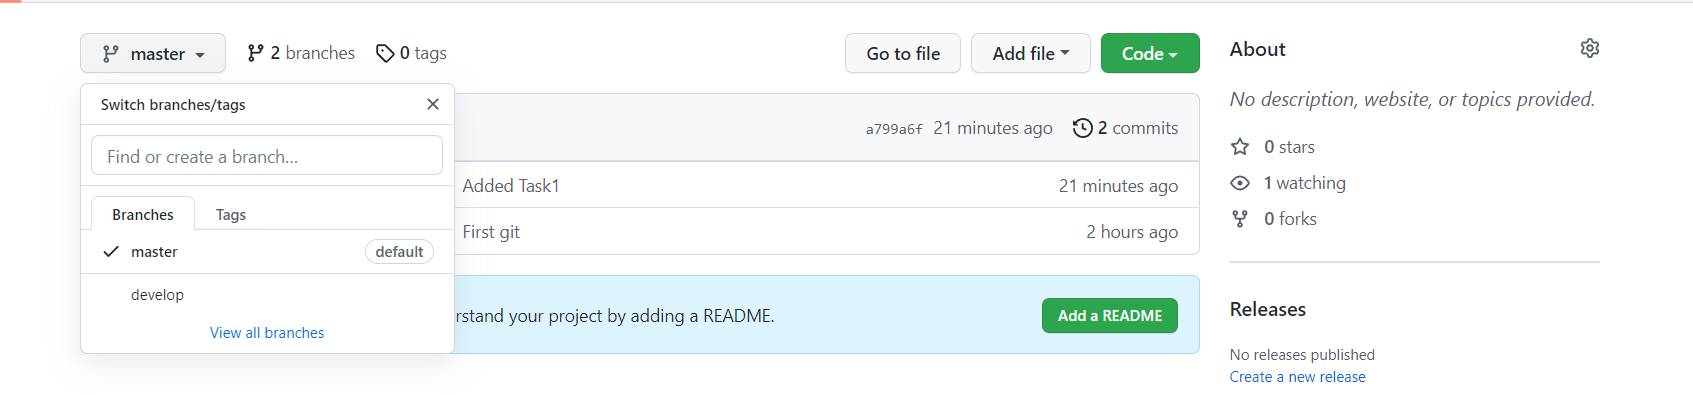 master
2 branches
0 tags
Go to file
Add file
Code
Switch branches/tags
Find or create a branch...
Branches
Tags
master
default
develop
View all branches
a799a6f 21 minutes ago
2 commits
Added Task1
21 minutes ago
First git
2 hours ago
rstand your project by adding a README.
Add a README
About
No description, website, or topics provided.
0 stars
1 watching
0 forks
Releases
No releases published
Create a new release